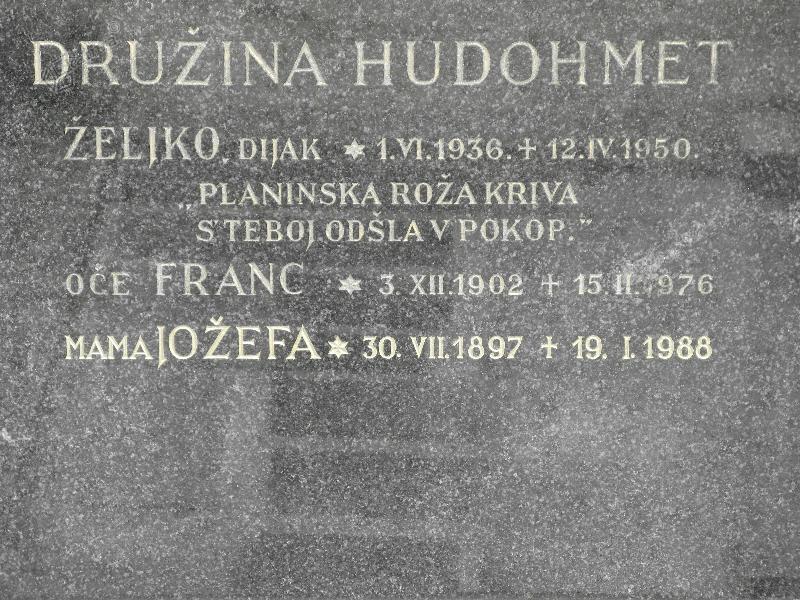 DRUŽINA HUDOHMET
ŽELJKO, DIJAK ✶ 1.VI.1936.✝ 12.IV.1950.
„PLANINSKA ROŽA KRIVA
S'TEBOJ ODŠLA V POKOP.”
OČE FRANC ✶ 3. XII.1902 ✝ 15. II.1976
MAMA JOŽEFA ✶ 30. VII.1897 ✝ 19. I.1988